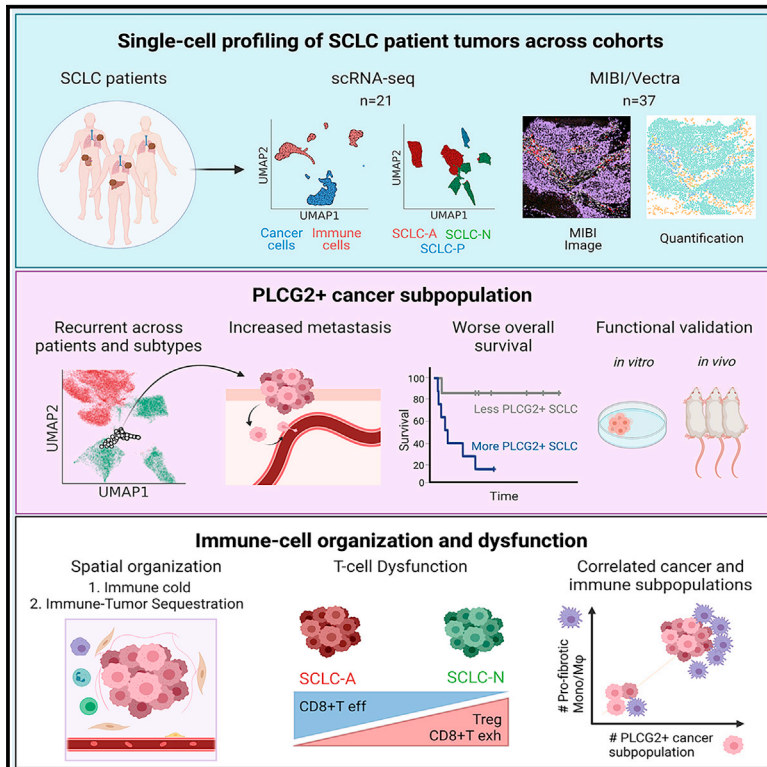 Single-cell profiling of SCLC patient tumors across cohorts
SCLC patients
scRNA-seq
n=21
MIBI/Vectra
n=37
UMAP2
UMAP1
Cancer
cells
Immune
cells
UMAP2
UMAP1
SCLC-A SCLC-N
SCLC-P
MIBI
Image
Quantification
PLCG2+ cancer subpopulation
Recurrent across
patients and subtypes
UMAP2
UMAP1
Increased metastasis
Worse overall
survival
Survival
100
80
60
40
20
0
Less PLCG2+ SCLC
More PLCG2+ SCLC
Time
Functional validation
in vitro
in vivo
Immune-cell organization and dysfunction
Spatial organization
1. Immune cold
2. Immune-Tumor Sequestration
T-cell Dysfunction
SCLC-A
SCLC-N
CD8+T eff
Treg
CD8+T exh
Correlated cancer and
immune subpopulations
# Pro-fibrotic
Mono/Mφ
# PLCG2+ cancer
subpopulation